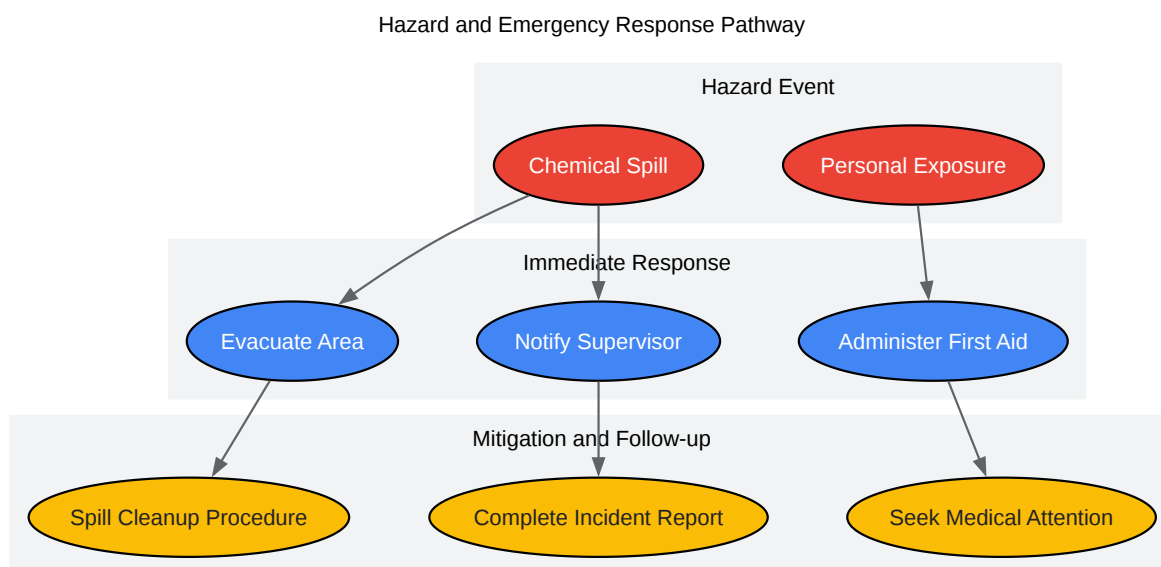 Hazard and Emergency Response Pathway
Hazard Event
Chemical Spill
Personal Exposure
Immediate Response
Evacuate Area
Notify Supervisor
Administer First Aid
Mitigation and Follow-up
Spill Cleanup Procedure
Complete Incident Report
Seek Medical Attention